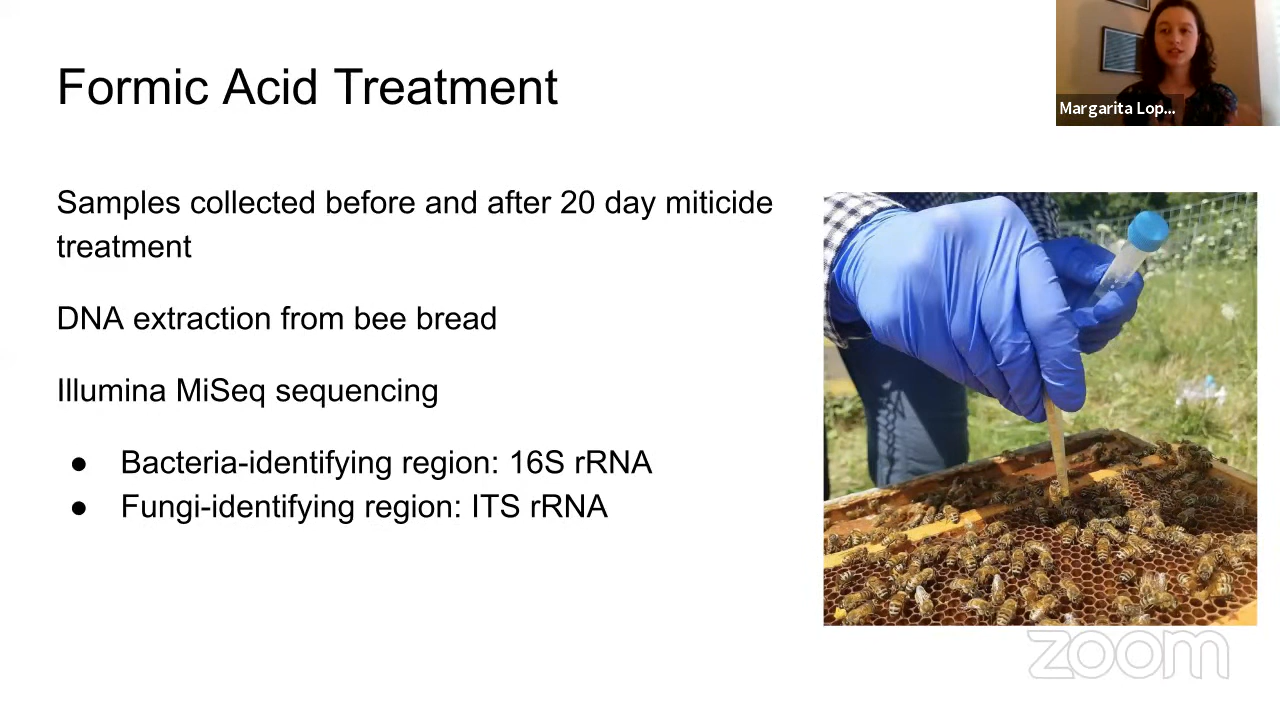 Formic Acid Treatment
Margarita Lop...
Samples collected before and after 20 day miticide
treatment
DNA extraction from bee bread
Illumina MiSeq sequencing
● Bacteria-identifying region: 16S rRNA
● Fungi-identifying region: ITS rRNA
zoom